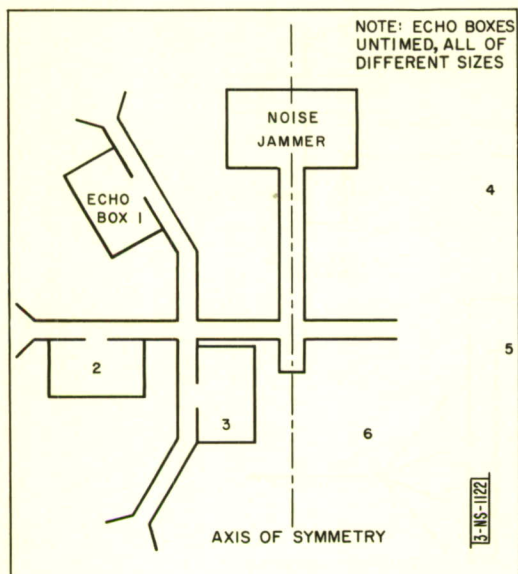 NOTE: ECHO BOXES
UNTIMED, ALL OF
DIFFERENT SIZES
NOISE
JAMMER
ECHO
BOX 1
4
2
3
5
6
AXIS OF SYMMETRY
3-NS-1122